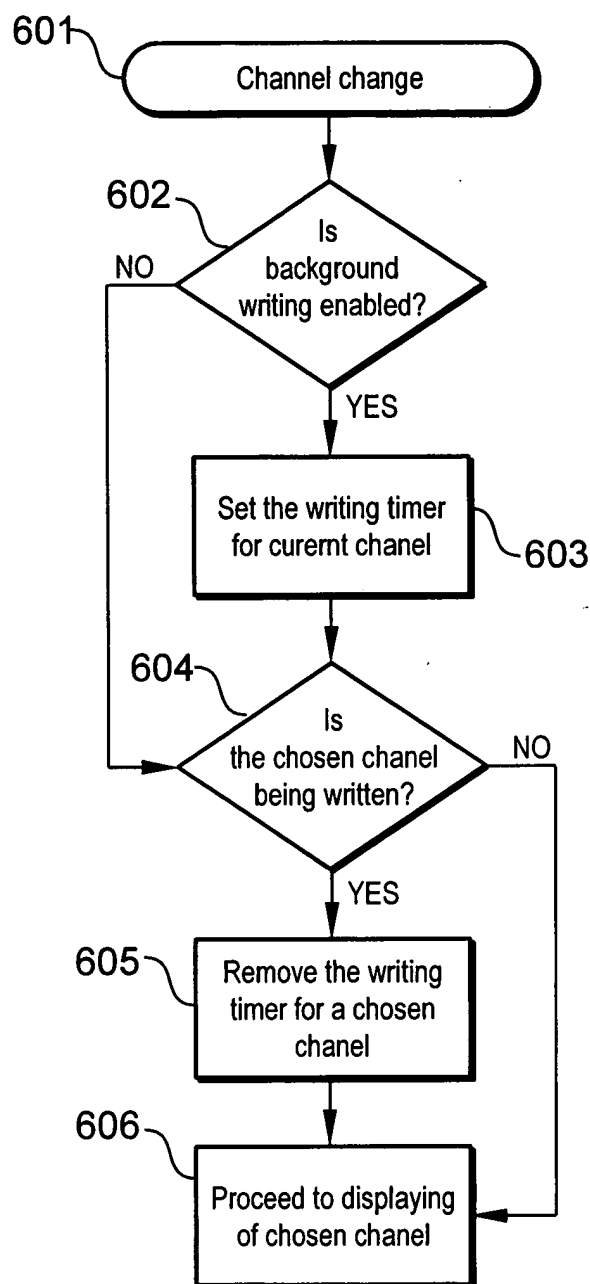 601
Channel change
602
Is
background
writing enabled?
NO
YES
Set the writing timer
for curernt chanel
603
604
Is
the chosen chanel
being written?
NO
YES
605
Remove the writing
timer for a chosen
chanel
606
Proceed to displaying
of chosen chanel